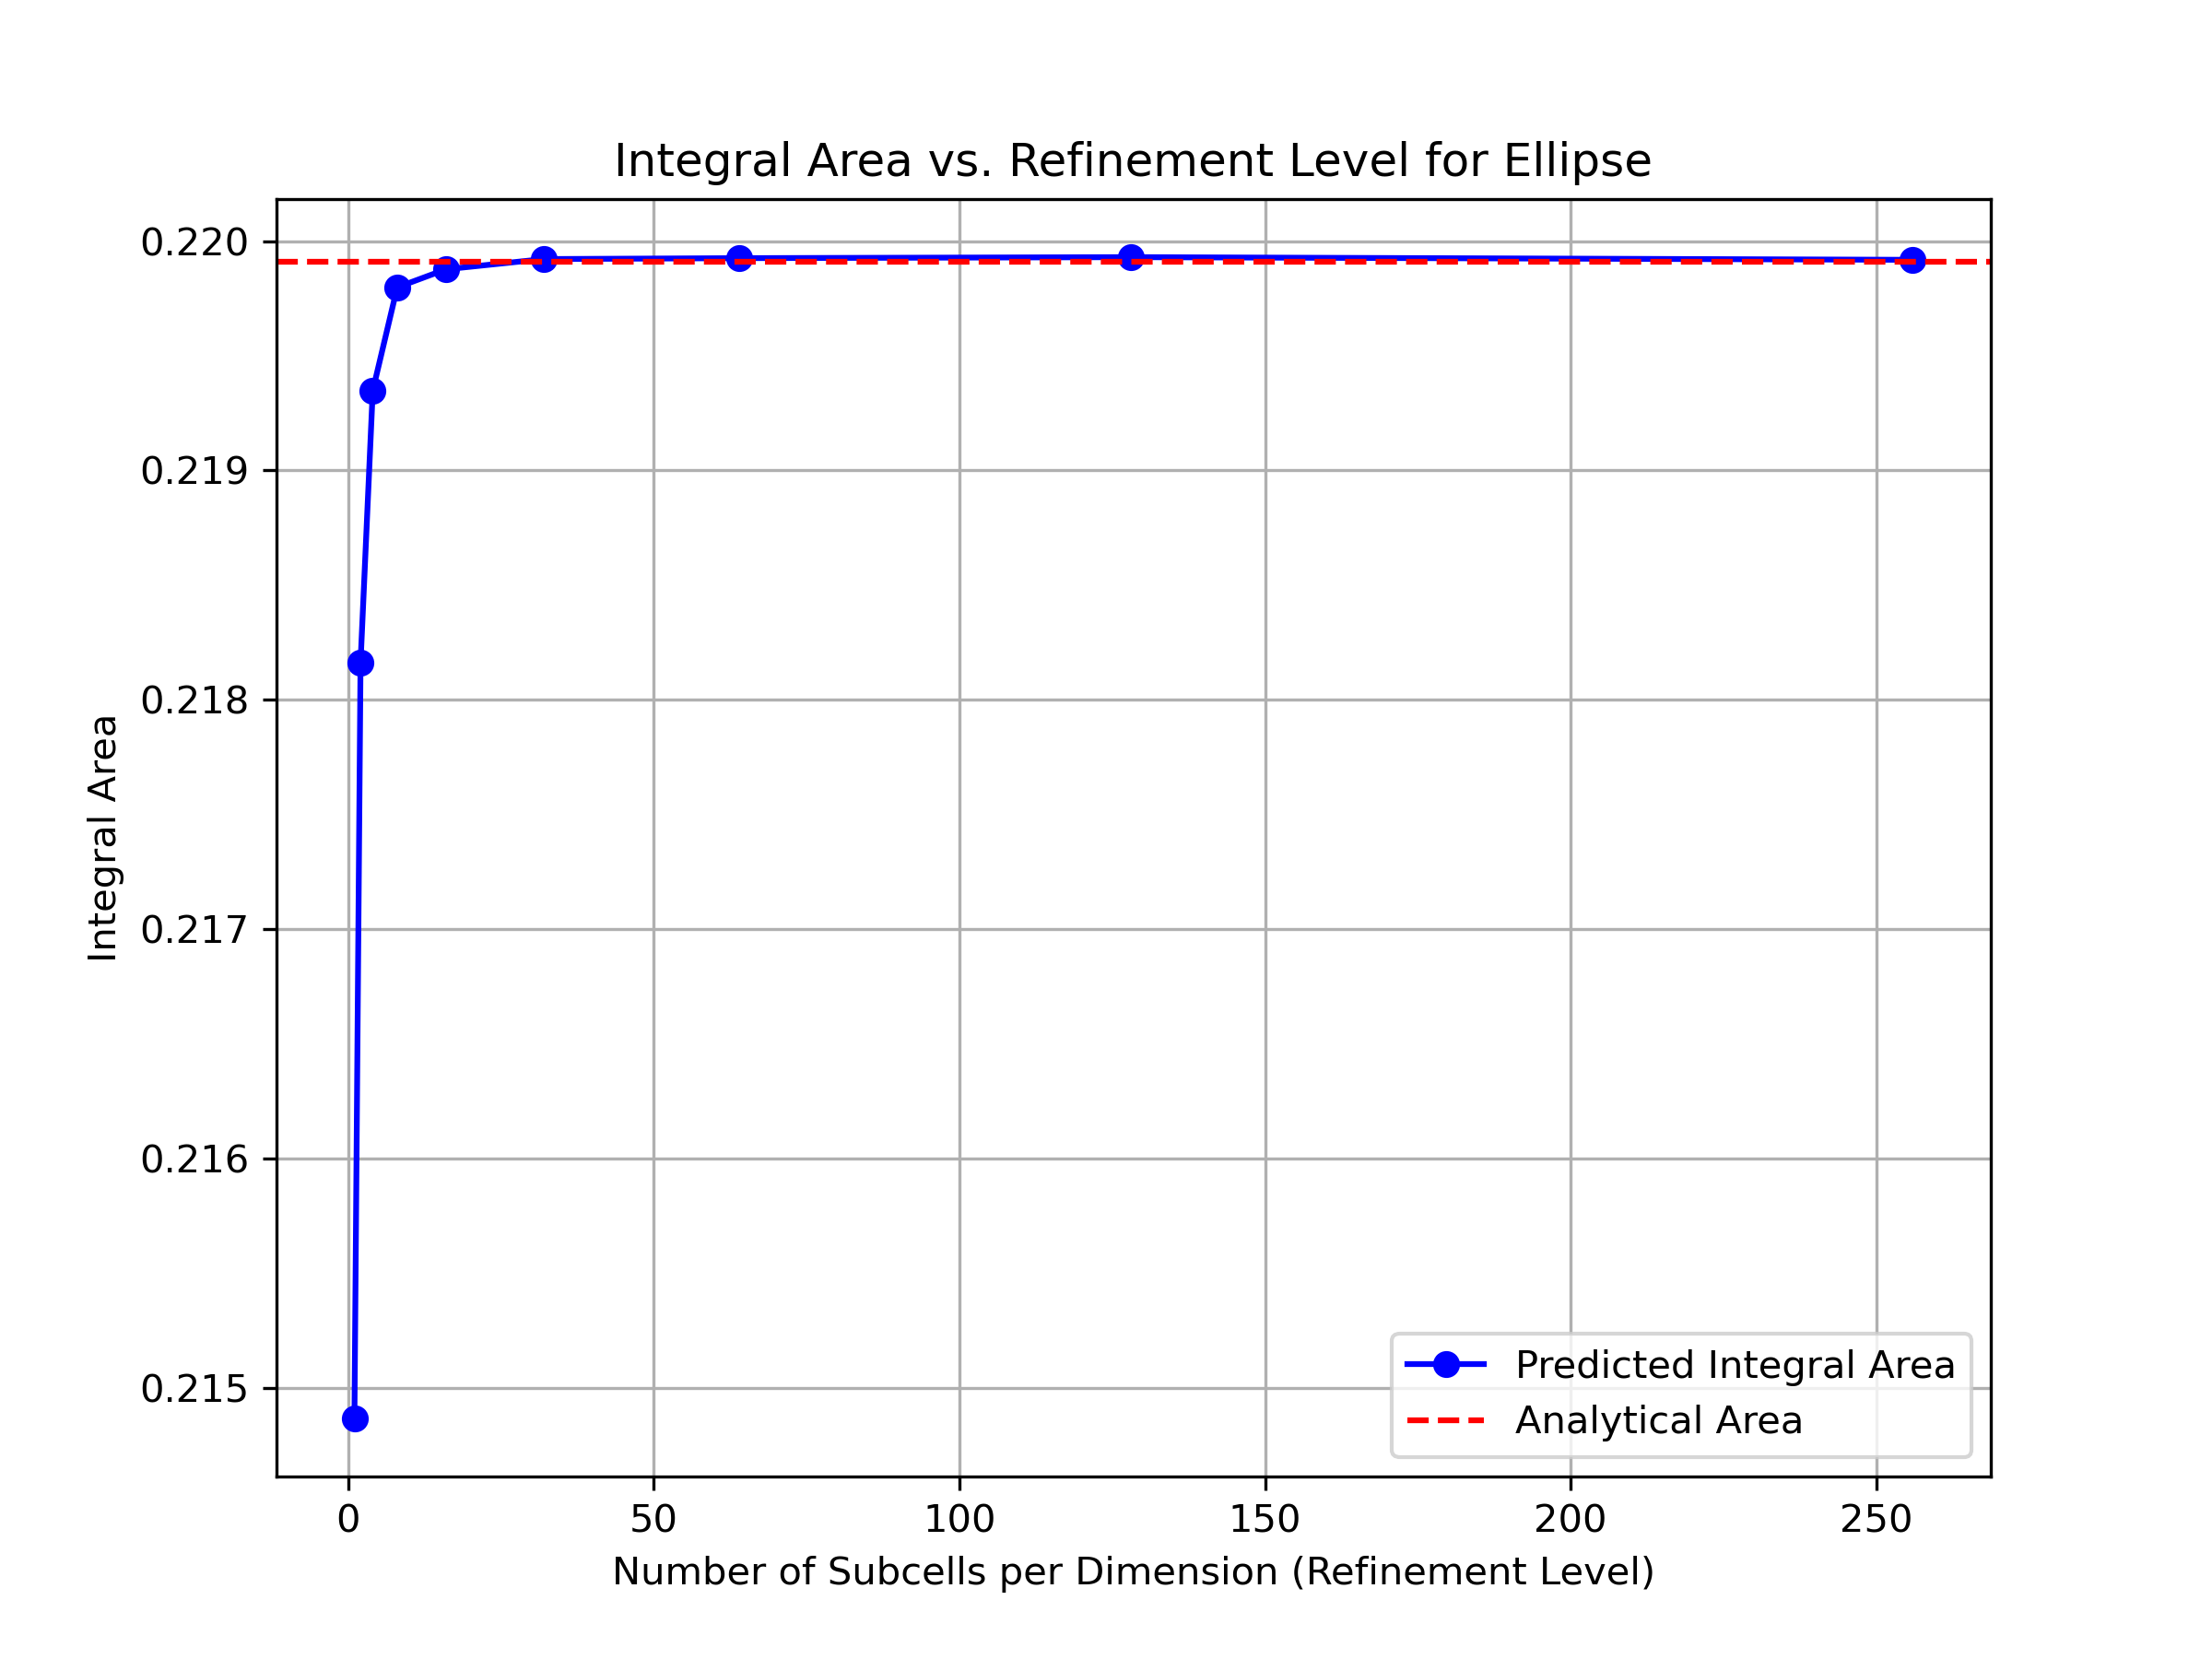 Integral Area vs. Refinement Level for Ellipse
Integral Area
0.220
0.219
0.218
0.217
0.216
0.215
0
50
100
150
200
250
Number of Subcells per Dimension (Refinement Level)
Predicted Integral Area
Analytical Area